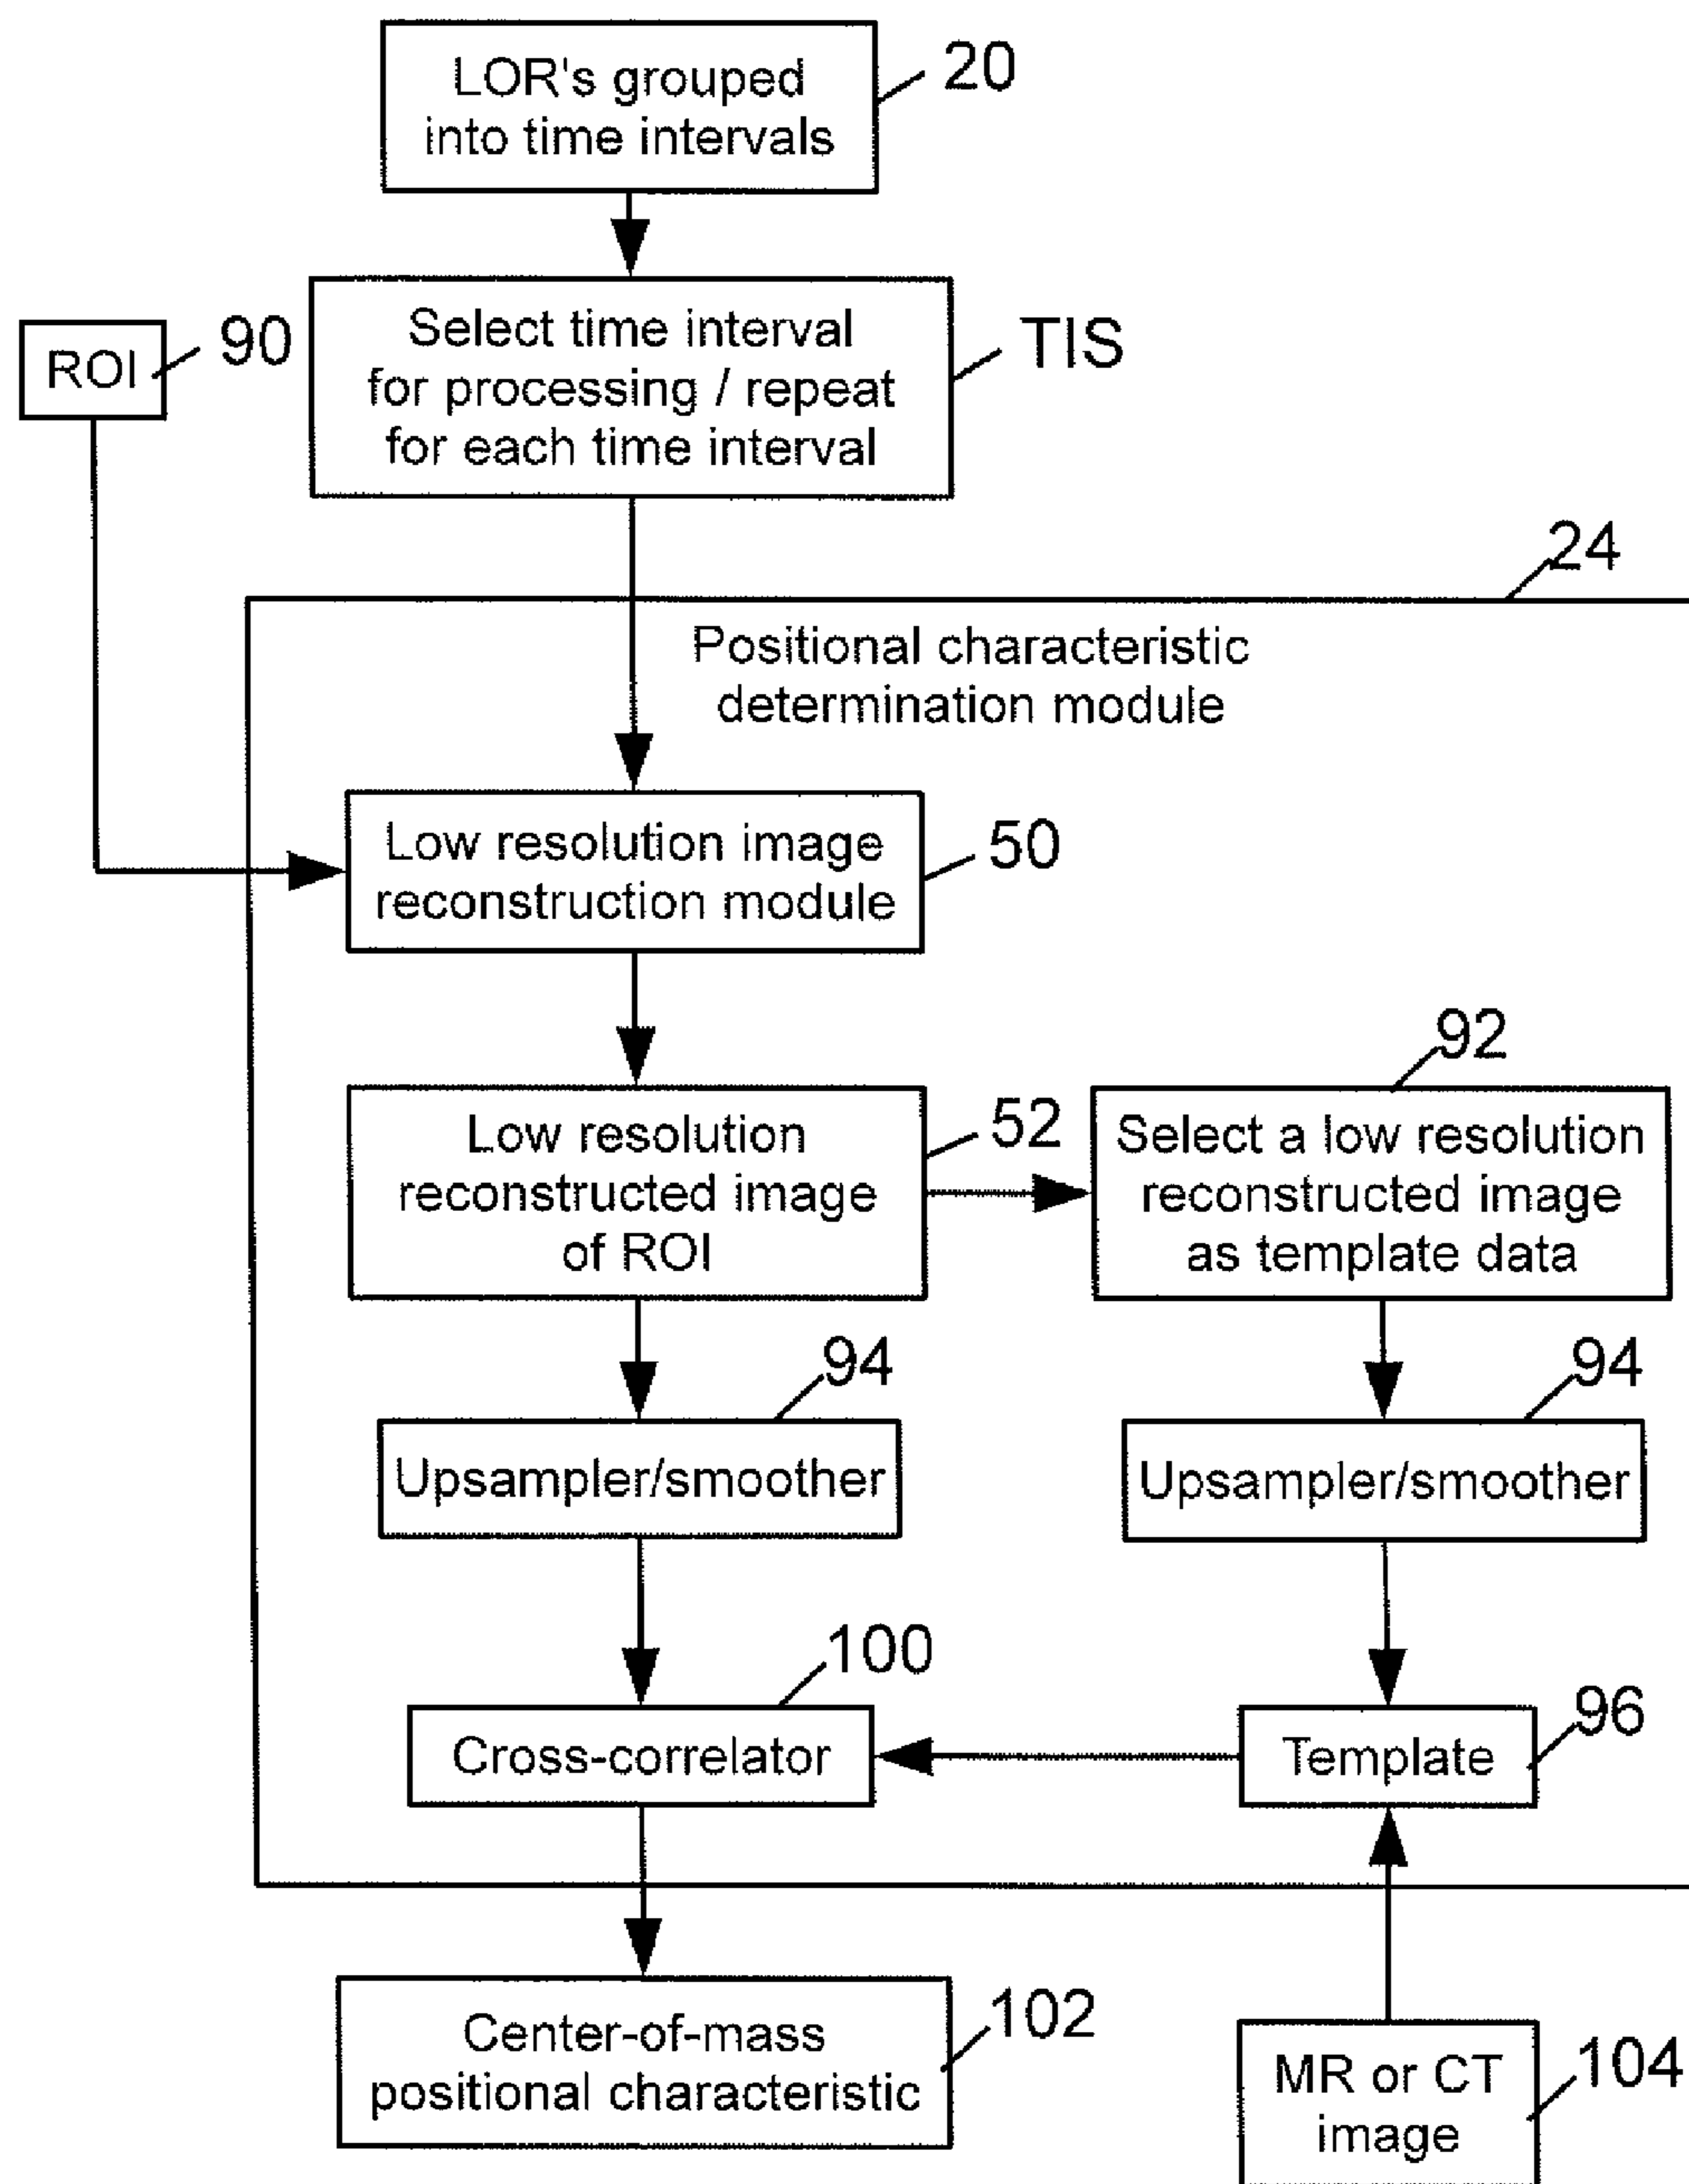 LOR's grouped
into time intervals
20
Select time interval
for processing / repeat
for each time interval
TIS
ROI
90
24
Positional characteristic
determination module
Low resolution image
reconstruction module
50
Low resolution
reconstructed image
of ROI
52
92
Select a low resolution
reconstructed image
as template data
94
Upsampler/smoother
94
Upsampler/smoother
100
Cross-correlator
Template
96
Center-of-mass
positional characteristic
102
MR or CT
image
104